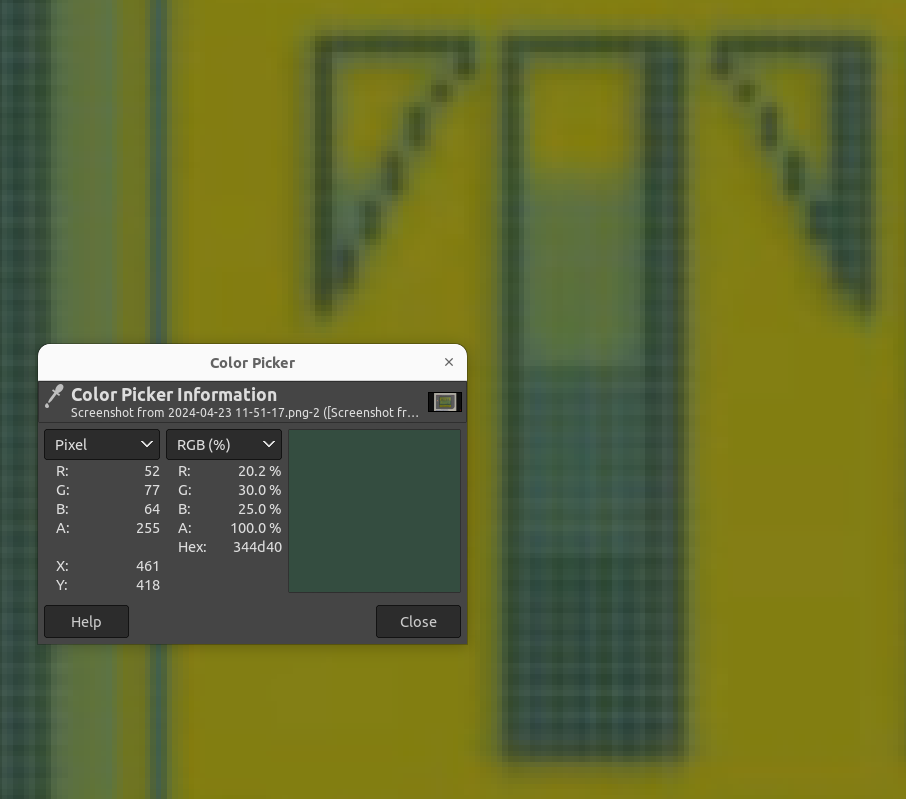 Color Picker
Color Picker Information
Screenshot from 2024-04-23 11-51-17.png-2 ([Screenshot fr…
Pixel RGB (%)
R: 52 R: 20.2 %
G: 77 G: 30.0 %
B: 64 B: 25.0 %
A: 255 A: 100.0 %
Hex: 344d40
X: 461
Y: 418
Help Close